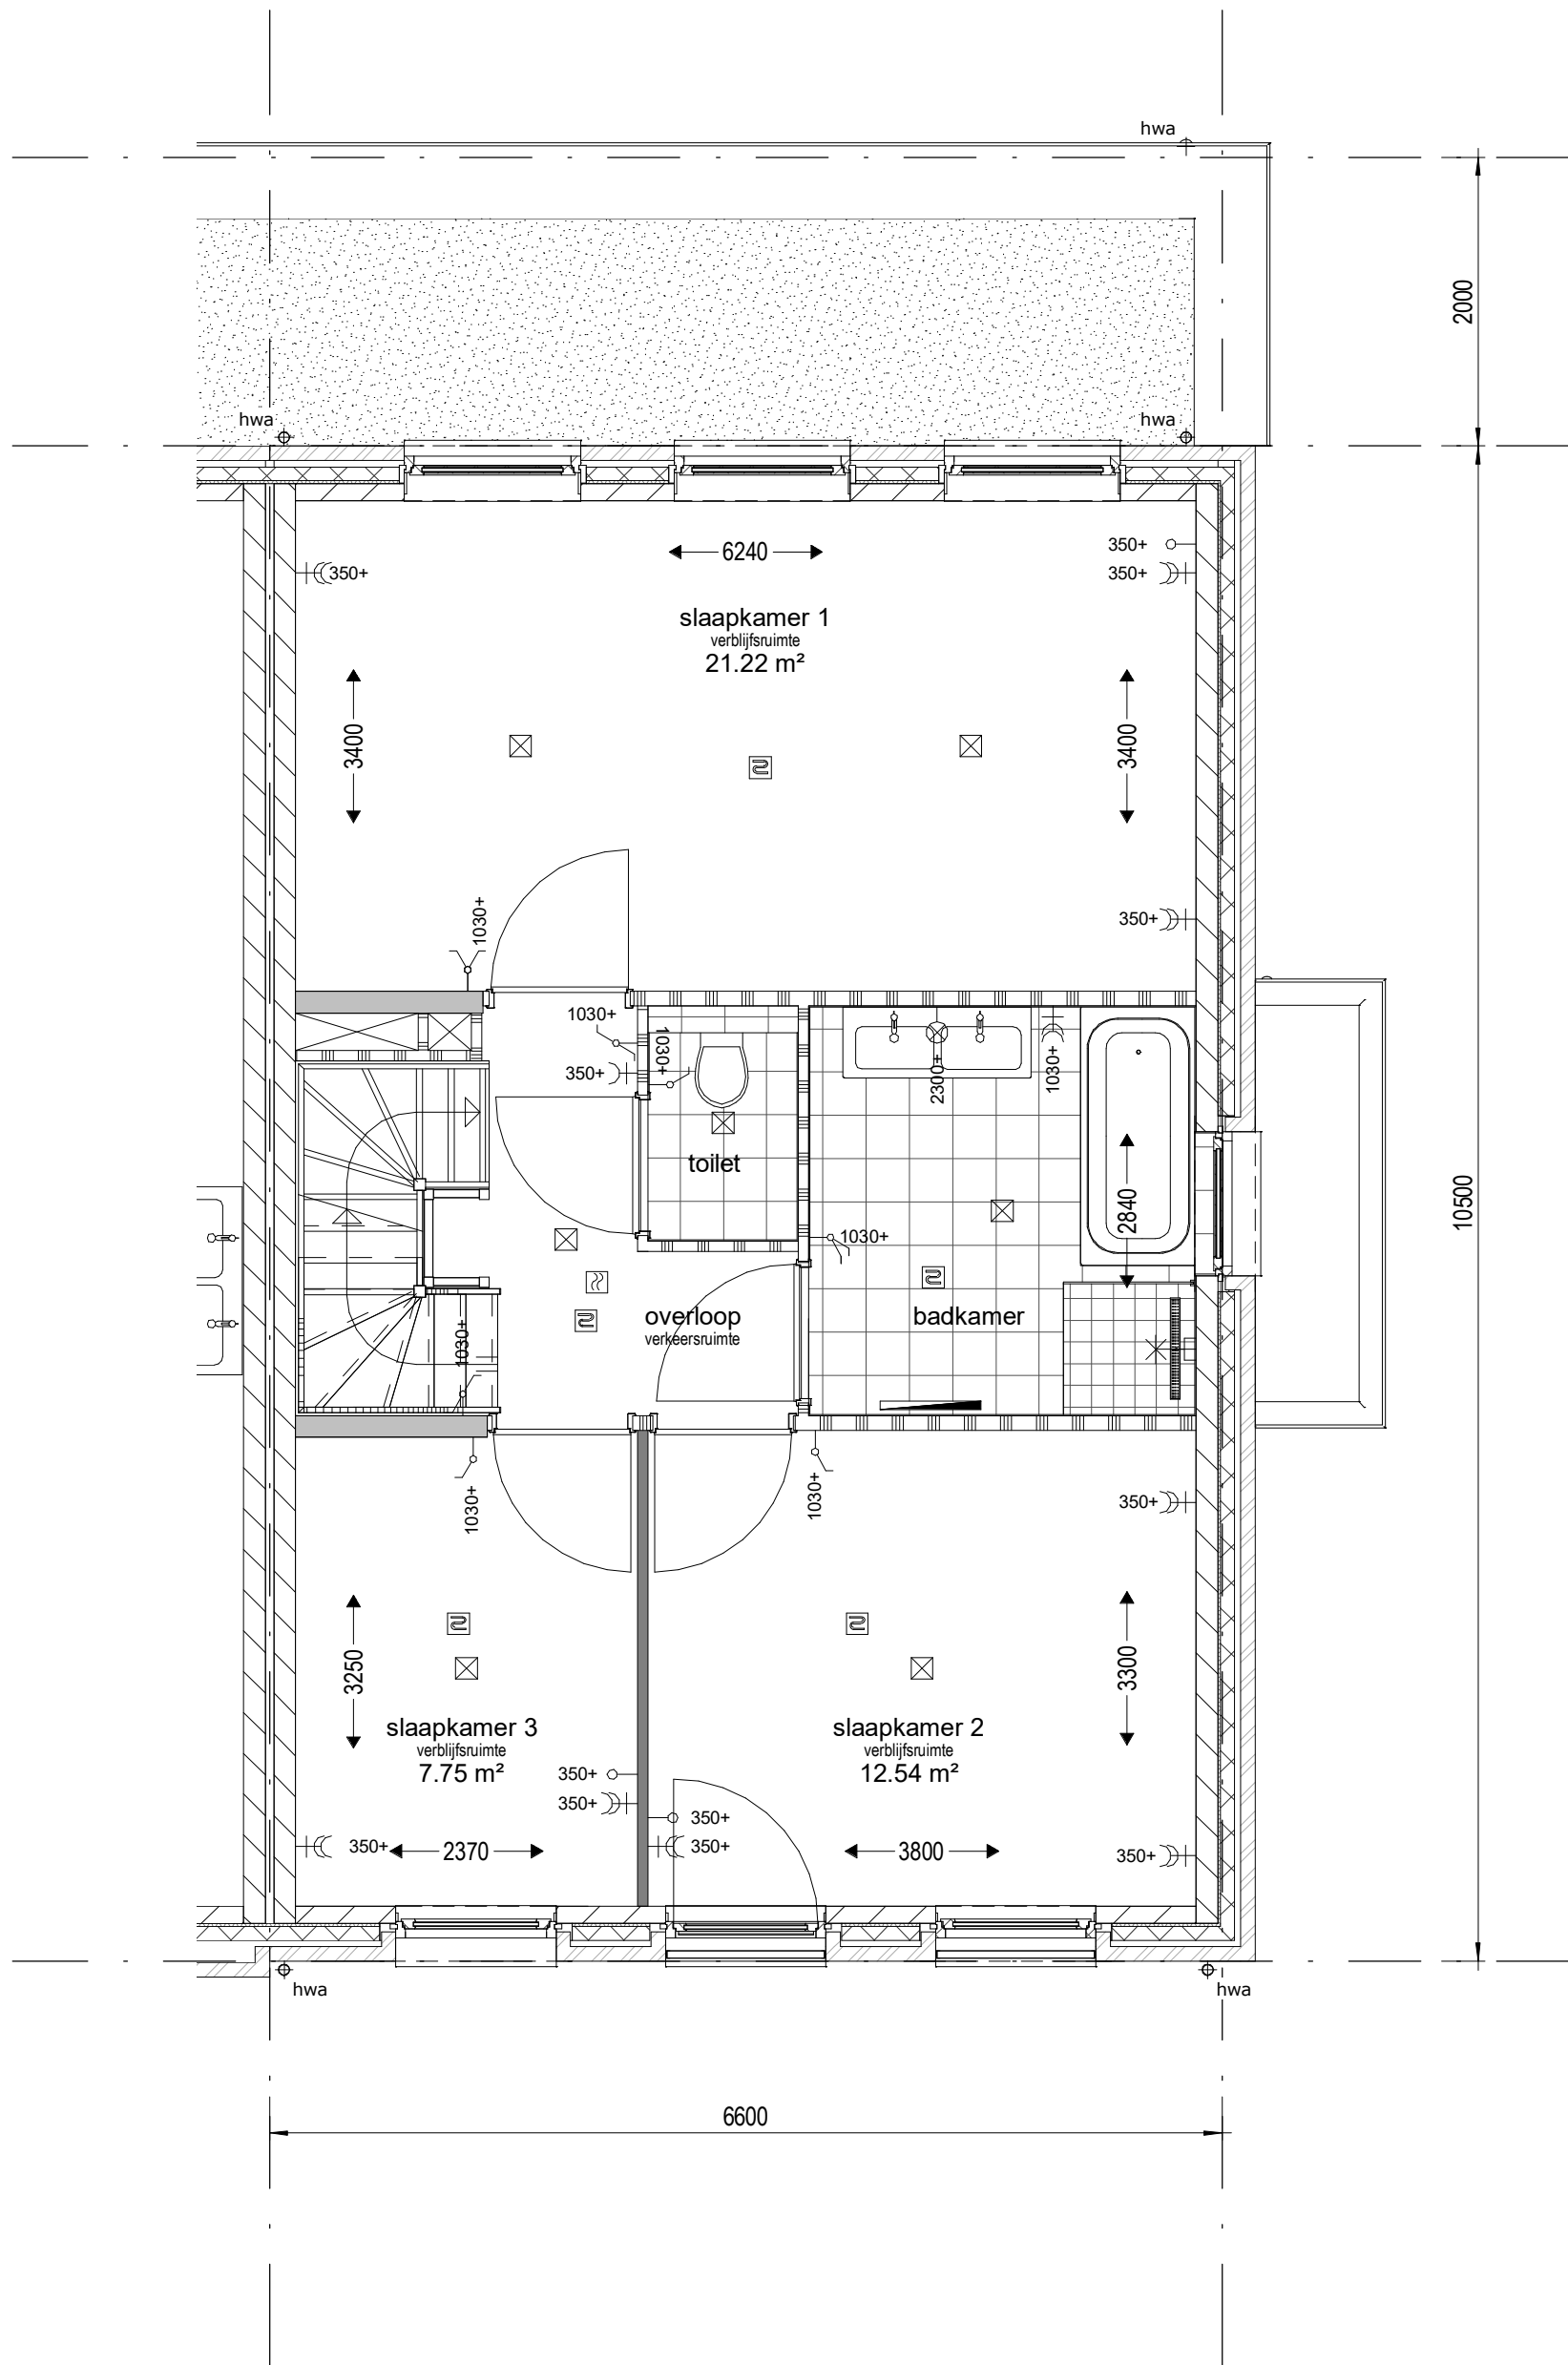 hwa
2000
hwa
hwa
6240
350+
350+
350+
slaapkamer 1
verblijfsruimte
21.22 m²
3400
3400
1030+
350+
1030+
1030+
350+
2300+
1030+
toilet
2840
10500
1030+
overloop
verkeersruimte
badkamer
1030+
1030+
1030+
350+
3250
3300
slaapkamer 3
verblijfsruimte
7.75 m²
slaapkamer 2
verblijfsruimte
12.54 m²
350+
350+
350+
350+
2370
350+
3800
350+
hwa
hwa
6600